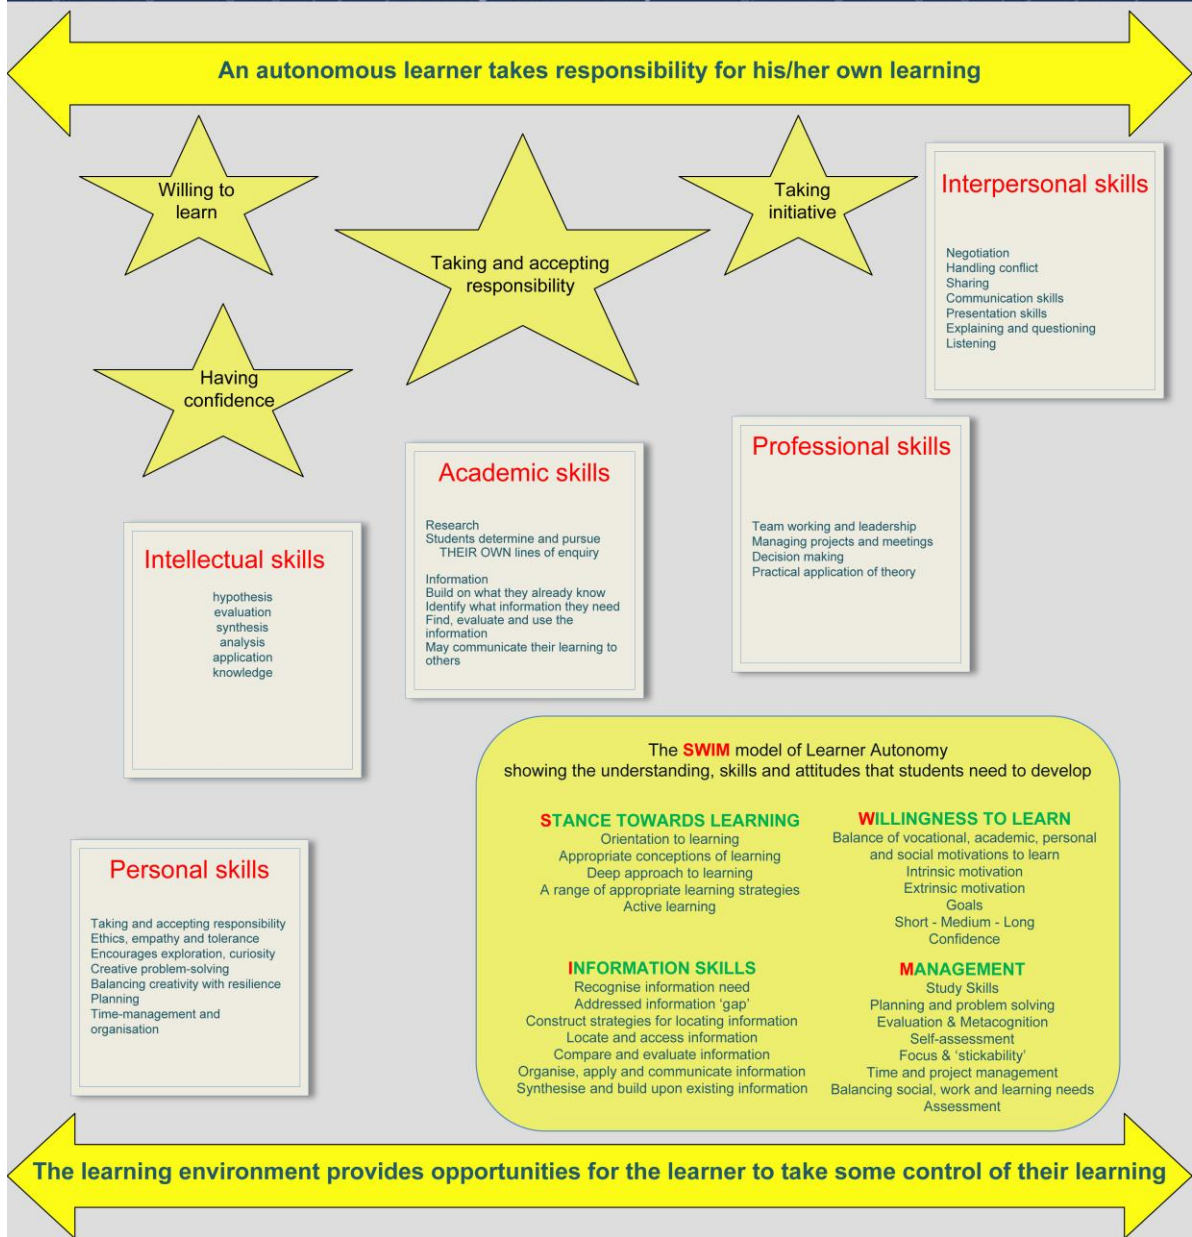 An autonomous learner takes responsibility for his/her own learning
Willing to
learn
Taking and accepting
responsibility
Taking
initiative
Having
confidence
Interpersonal skills
Negotiation
Handling conflict
Sharing
Communication skills
Presentation skills
Explaining and questioning
Listening
Professional skills
Team working and leadership
Managing projects and meetings
Decision making
Practical application of theory
Academic skills
Research
Students determine and pursue
THEIR OWN lines of enquiry
Information
Build on what they already know
Identify what information they need
Find, evaluate and use the
information
May communicate their learning to
others
Intellectual skills
hypothesis
evaluation
synthesis
analysis
application
knowledge
Personal skills
Taking and accepting responsibility
Ethics, empathy and tolerance
Encourages exploration, curiosity
Creative problem-solving
Balancing creativity with resilience
Planning
Time-management and
organisation
The SWIM model of Learner Autonomy
showing the understanding, skills and attitudes that students need to develop
STANCE TOWARDS LEARNING
Orientation to learning
Appropriate conceptions of learning
Deep approach to learning
A range of appropriate learning strategies
Active learning
WILLINGNESS TO LEARN
Balance of vocational, academic, personal
and social motivations to learn
Intrinsic motivation
Extrinsic motivation
Goals
Short - Medium - Long
Confidence
INFORMATION SKILLS
Recognise information need
Addressed information ‘gap’
Construct strategies for locating information
Locate and access information
Compare and evaluate information
Organise, apply and communicate information
Synthesise and build upon existing information
MANAGEMENT
Study Skills
Planning and problem solving
Evaluation & Metacognition
Self-assessment
Focus & ‘stickability’
Time and project management
Balancing social, work and learning needs
Assessment
The learning environment provides opportunities for the learner to take some control of their learning